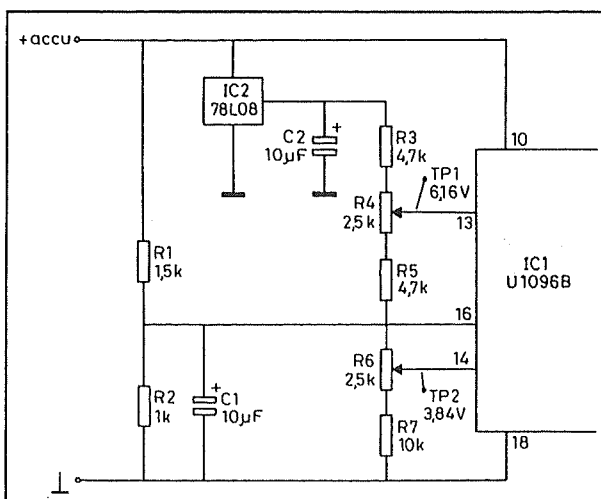 +accu
IC2
78L08
C2
10µF
+
R3
4,7k
10
TP1
6,16V
R4
2,5k
13
R1
1,5k
R5
4,7k
IC1
U1096B
16
R6
2,5k
14
R2
1k
+
C1
10µF
TP2
3,84V
R7
10k
18